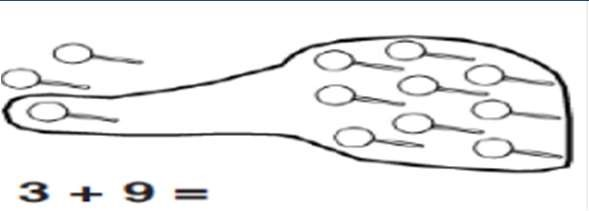 3 + 9 =